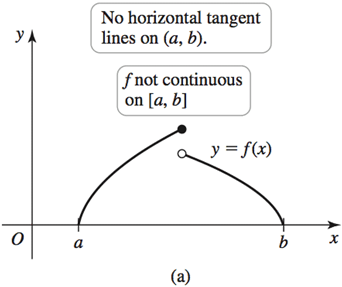 No horizontal tangent
lines on (a, b).
f not continuous
on [a, b]
y
y = f(x)
O
a
b
x
(a)